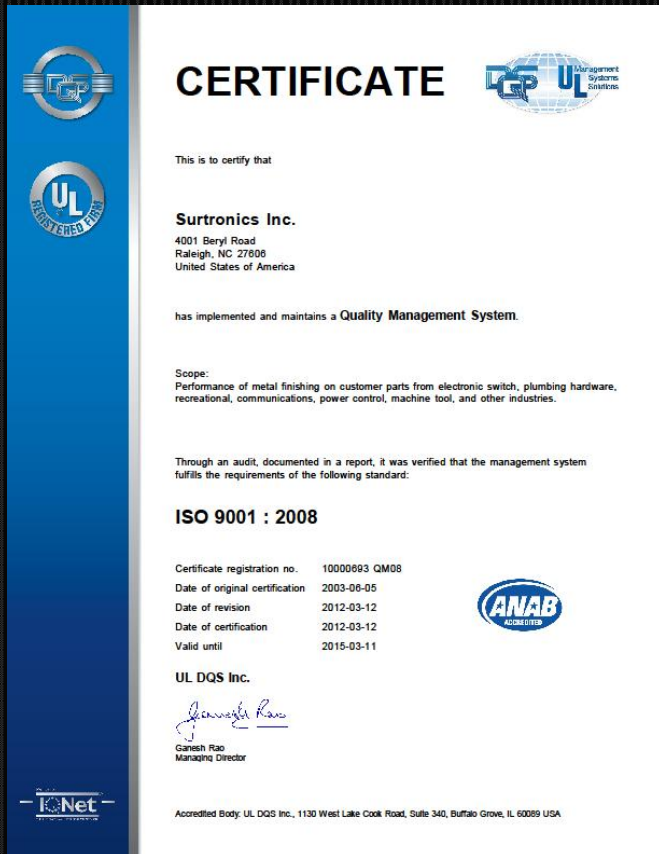 DQS
CERTIFICATE
DQS UL Management
Systems
Solutions
UL
REGISTERED FIRM
This is to certify that
Surtronics Inc.
4001 Beryl Road
Raleigh, NC 27606
United States of America
has implemented and maintains a Quality Management System.
Scope:
Performance of metal finishing on customer parts from electronic switch, plumbing hardware,
recreational, communications, power control, machine tool, and other industries.
Through an audit, documented in a report, it was verified that the management system
fulfills the requirements of the following standard:
ISO 9001 : 2008
Certificate registration no. 10000693 QM08
Date of original certification 2003-06-05
Date of revision 2012-03-12
Date of certification 2012-03-12
Valid until 2015-03-11
ANAB
ACCREDITED
UL DQS Inc.
Ganesh Rao
Ganesh Rao
Managing Director
IQNet
Accredited Body: UL DQS Inc., 1130 West Lake Cook Road, Suite 340, Buffalo Grove, IL 60089 USA